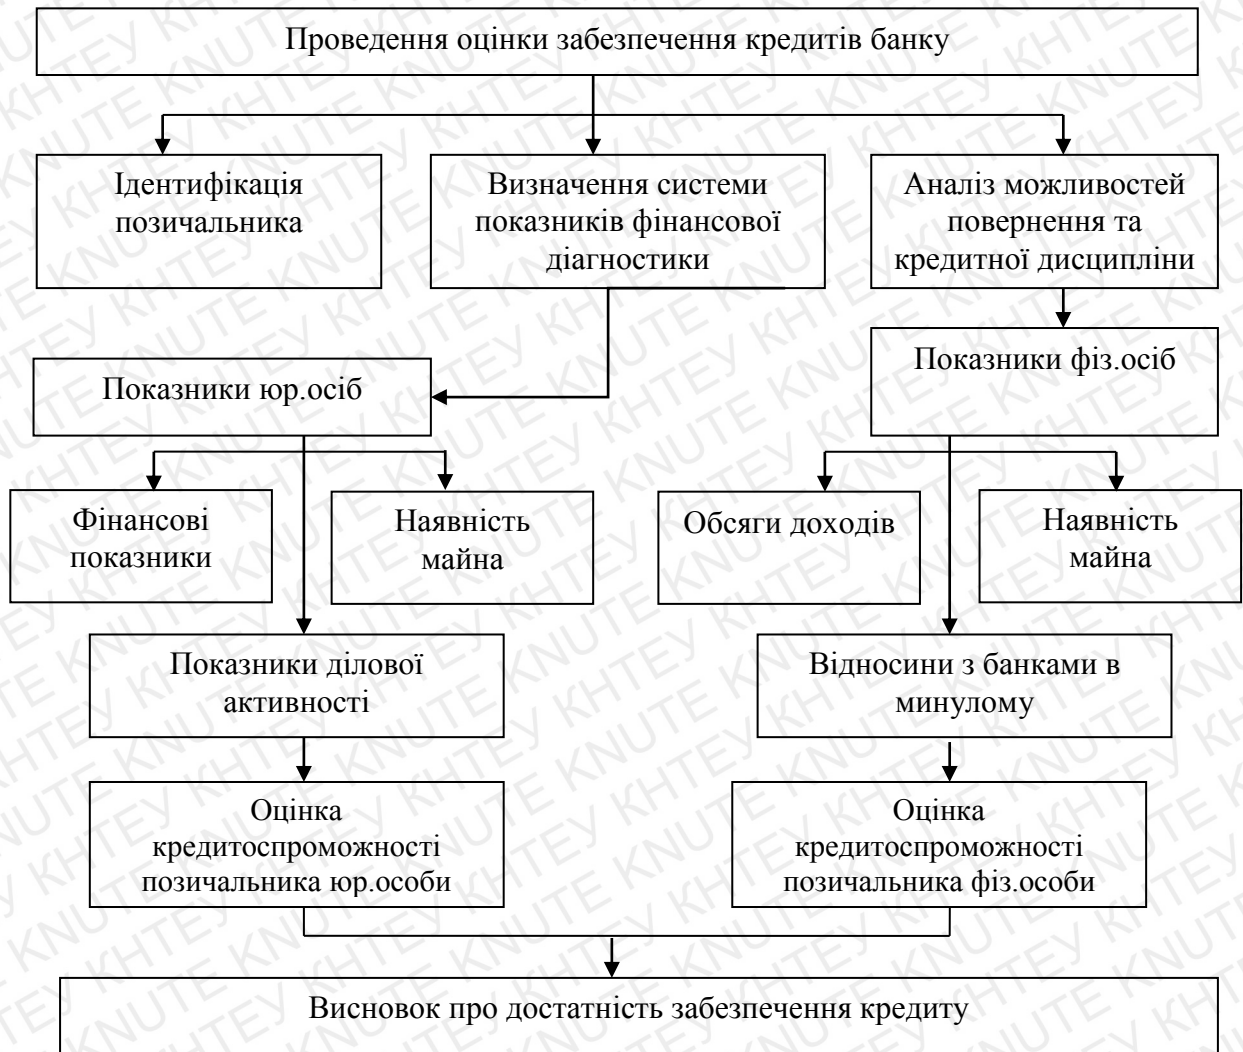 Проведення оцінки забезпечення кредитів банку
Ідентифікація
позичальника
Визначення системи
показників фінансової
діагностики
Аналіз можливостей
повернення та
кредитної дисципліни
Показники юр.осіб
Показники фіз.осіб
Фінансові
показники
Наявність
майна
Обсяги доходів
Наявність
майна
Показники ділової
активності
Відносини з банками в
минулому
Оцінка
кредитоспроможності
позичальника юр.особи
Оцінка
кредитоспроможності
позичальника фіз.особи
Висновок про достатність забезпечення кредиту
KNUTE КНТЕУ